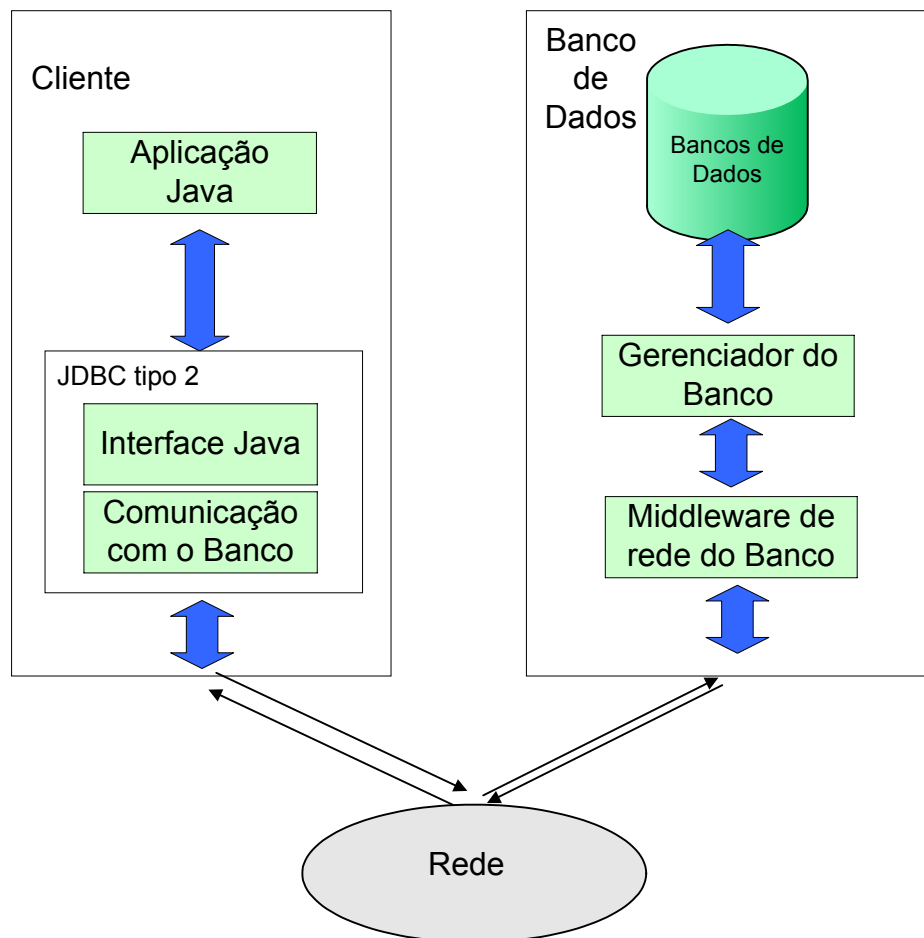 Cliente
Aplicação
Java
JDBC tipo 2
Interface Java
Comunicação
com o Banco
Banco
de
Dados
Bancos de
Dados
Gerenciador do
Banco
Middleware de
rede do Banco
Rede